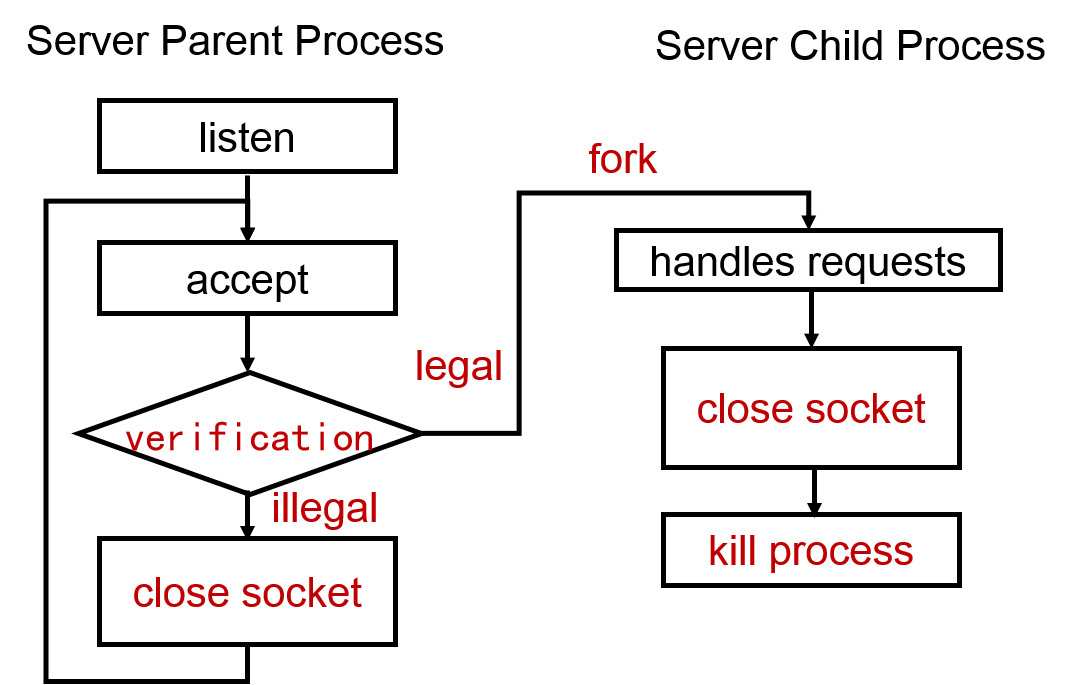 Server Parent Process
Server Child Process
listen
fork
accept
handles requests
legal
verification
close socket
illegal
kill process
close socket